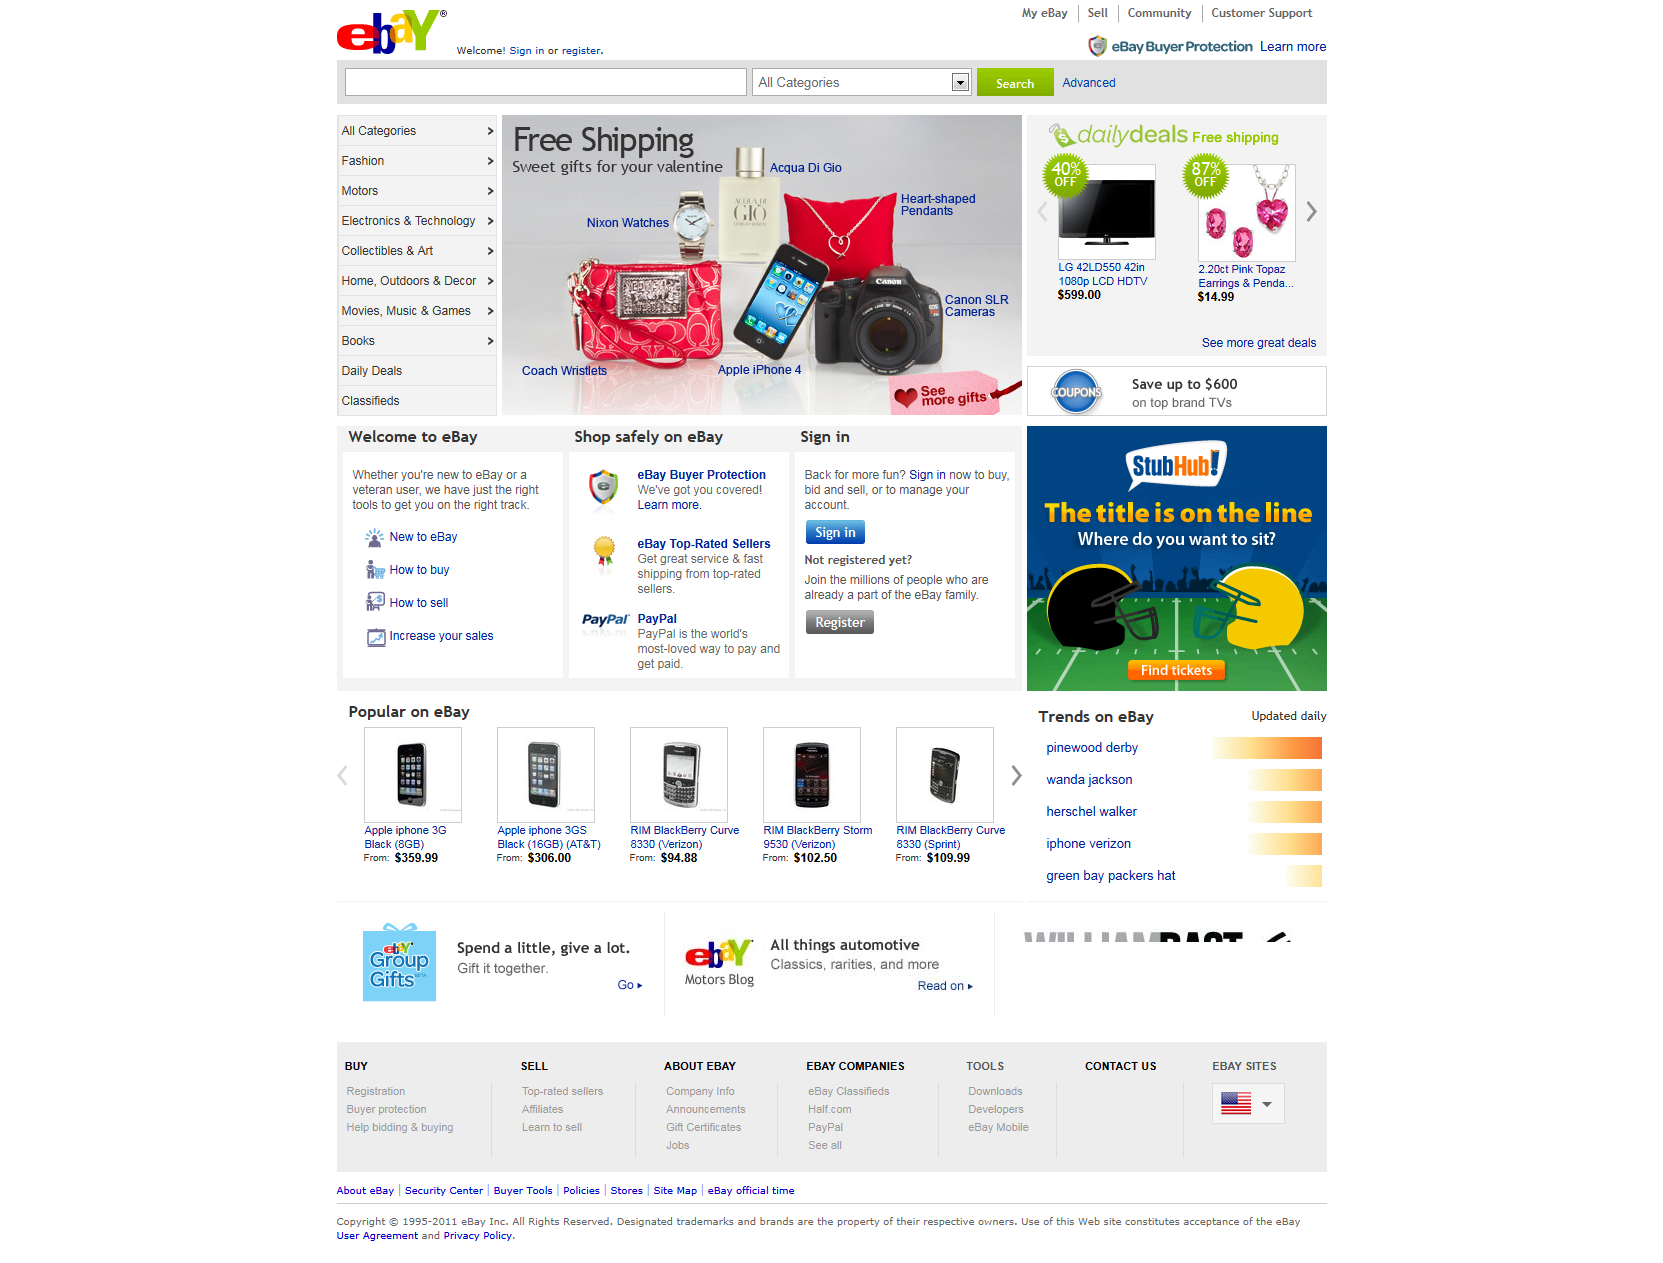 ebaY®
Welcome! Sign in or register.
My eBay
Sell
Community
Customer Support
eBay Buyer Protection Learn more
All Categories
Search
Advanced
All Categories
Fashion
Motors
Electronics & Technology
Collectibles & Art
Home, Outdoors & Decor
Movies, Music & Games
Books
Daily Deals
Classifieds
Free Shipping
Sweet gifts for your valentine
Acqua Di Gio
Heart-shaped
Pendants
Nixon Watches
ACQUA DI
GIO
Canon
Canon SLR
Cameras
Coach Wristlets
Apple iPhone 4
See
more gifts
dailydeals Free shipping
40%
OFF
87%
OFF
LG 42LD550 42in
1080p LCD HDTV
$599.00
2.20ct Pink Topaz
Earrings & Penda...
$14.99
See more great deals
COUPONS
Save up to $600
on top brand TVs
Welcome to eBay
Whether you're new to eBay or a
veteran user, we have just the right
tools to get you on the right track.
New to eBay
How to buy
How to sell
Increase your sales
Shop safely on eBay
eBay Buyer Protection
We've got you covered!
Learn more.
eBay Top-Rated Sellers
Get great service & fast
shipping from top-rated
sellers.
PayPal
PayPal
PayPal is the world's
most-loved way to pay and
get paid.
Sign in
Back for more fun? Sign in now to buy,
bid and sell, or to manage your
account.
Sign in
Not registered yet?
Join the millions of people who are
already a part of the eBay family.
Register
StubHub!
The title is on the line
Where do you want to sit?
Find tickets
Popular on eBay
Apple iphone 3G
Black (8GB)
From: $359.99
Apple iphone 3GS
Black (16GB) (AT&T)
From: $306.00
RIM BlackBerry Curve
8330 (Verizon)
From: $94.88
RIM BlackBerry Storm
9530 (Verizon)
From: $102.50
RIM BlackBerry Curve
8330 (Sprint)
From: $109.99
Trends on eBay
Updated daily
pinewood derby
wanda jackson
herschel walker
iphone verizon
green bay packers hat
ebaY
Group
Gifts BETA
Spend a little, give a lot.
Gift it together.
Go
ebaY
Motors Blog
All things automotive
Classics, rarities, and more
Read on
WILLIAMRAST
BUY
Registration
Buyer protection
Help bidding & buying
SELL
Top-rated sellers
Affiliates
Learn to sell
ABOUT EBAY
Company Info
Announcements
Gift Certificates
Jobs
EBAY COMPANIES
eBay Classifieds
Half.com
PayPal
See all
TOOLS
Downloads
Developers
eBay Mobile
CONTACT US
EBAY SITES
About eBay | Security Center | Buyer Tools | Policies | Stores | Site Map | eBay official time
Copyright © 1995-2011 eBay Inc. All Rights Reserved. Designated trademarks and brands are the property of their respective owners. Use of this Web site constitutes acceptance of the eBay
User Agreement and Privacy Policy.